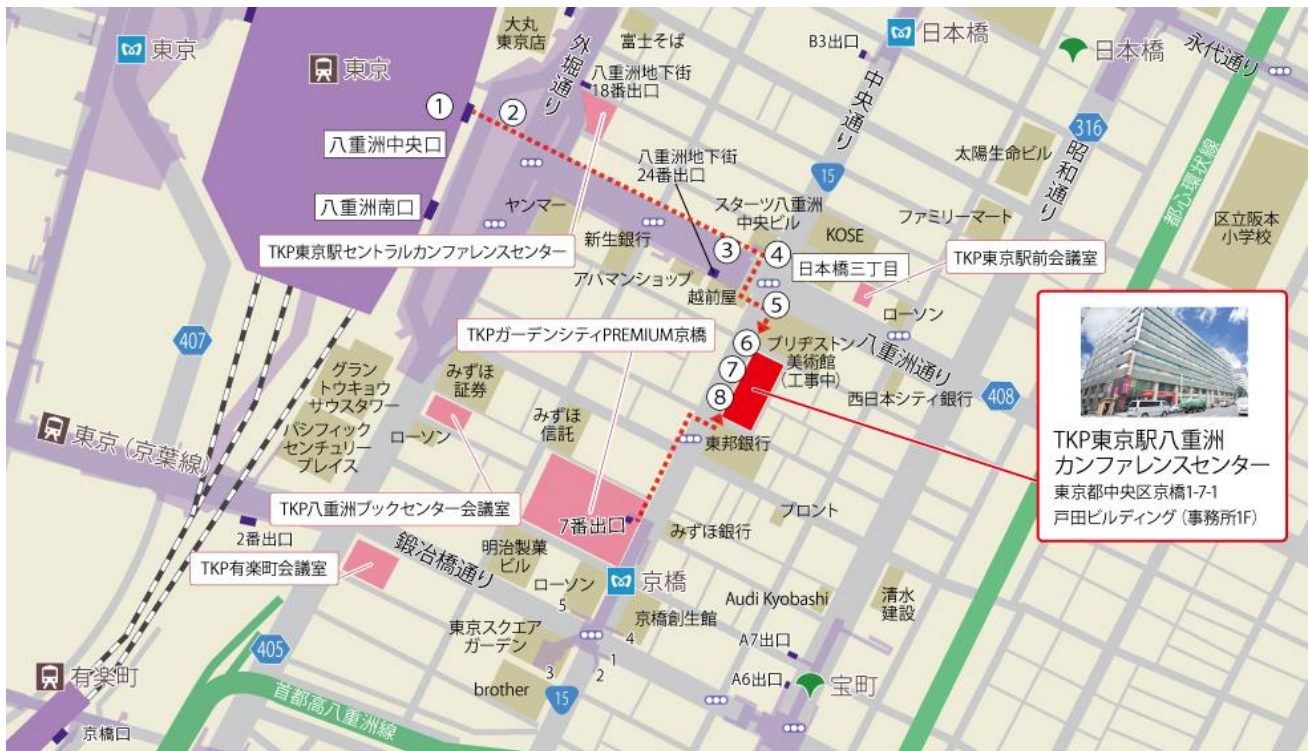 東京
東京
大丸
東京店
外堀通り
富士そば
八重洲地下街
18番出口
B3出口
日本橋
中央通り
日本橋
永代通り
①
②
八重洲中央口
八重洲地下街
24番出口
316
昭和通り
太陽生命ビル
15
都心環状線
八重洲南口
ヤンマー
スターツ八重洲
中央ビル
ファミリーマート
区立阪本
小学校
TKP東京駅セントラルカンファレンスセンター
新生銀行
③
④
KOSE
日本橋三丁目
TKP東京駅前会議室
アパマンショップ
越前屋
⑤
ローソン
407
TKPガーデンシティPREMIUM京橋
⑥
ブリヂストン
美術館
(工事中)
八重洲通り
グラン
トウキョウ
サウスタワー
みずほ
証券
⑦
⑧
西日本シティ銀行
408
パシフィック
センチュリー
プレイス
ローソン
みずほ
信託
東邦銀行
TKP東京駅八重洲
カンファレンスセンター
東京都中央区京橋1-7-1
戸田ビルディング (事務所1F)
東京 (京葉線)
TKP八重洲ブックセンター会議室
7番出口
みずほ銀行
プロント
2番出口
TKP有楽町会議室
鍛冶橋通り
明治製菓
ビル
ローソン
5
京橋
京橋創生館
4
Audi Kyobashi
清水
建設
405
東京スクエア
ガーデン
3
1
2
A7出口
A6出口
宝町
有楽町
首都高八重洲線
brother
15
京橋口